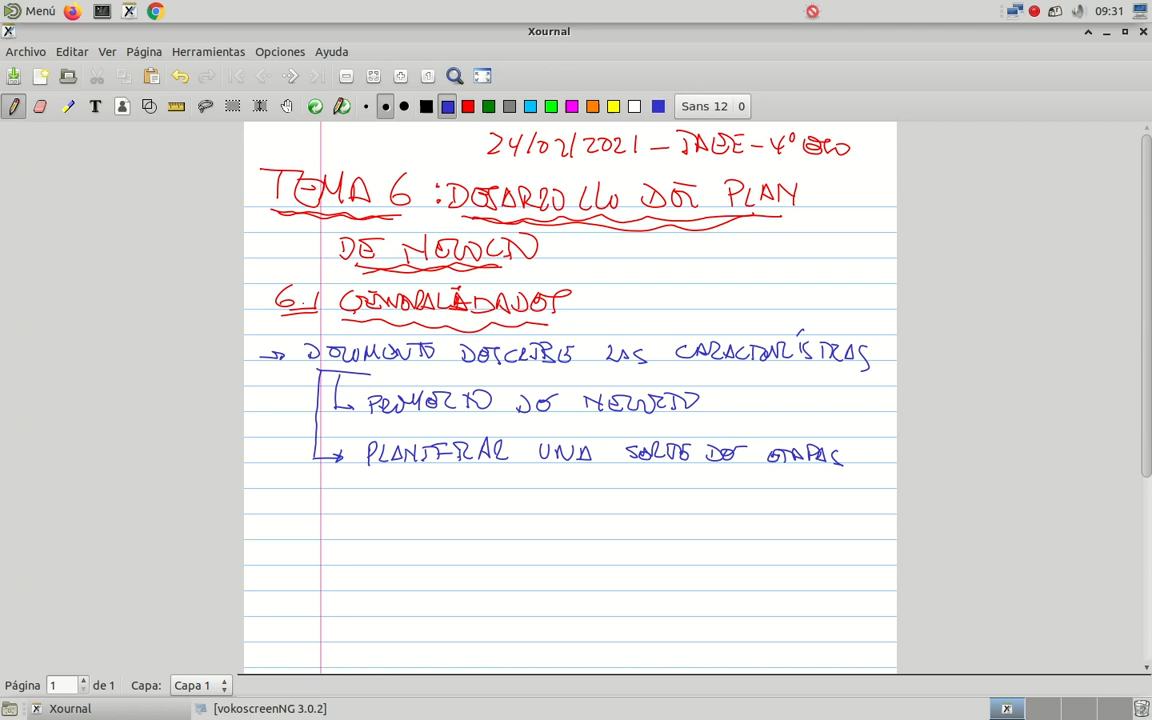 Menú 09:31
Xournal
Archivo Editar Ver Página Herramientas Opciones Ayuda
Sans 12 0
24/02/2021 – IAEE – 4º ESO
TEMA 6 : DESARROLLO DEL PLAN
DE NEGOCIO
6.1 GENERALIDADES
→ DOCUMENTO DESCRIBE LAS CARACTERÍSTICAS
PROYECTO DE NEGOCIO
→ PLANIFICAR UNA SERIE DE ETAPAS
Página 1 de 1 Capa: Capa 1
Xournal [vokoscreenNG 3.0.2]